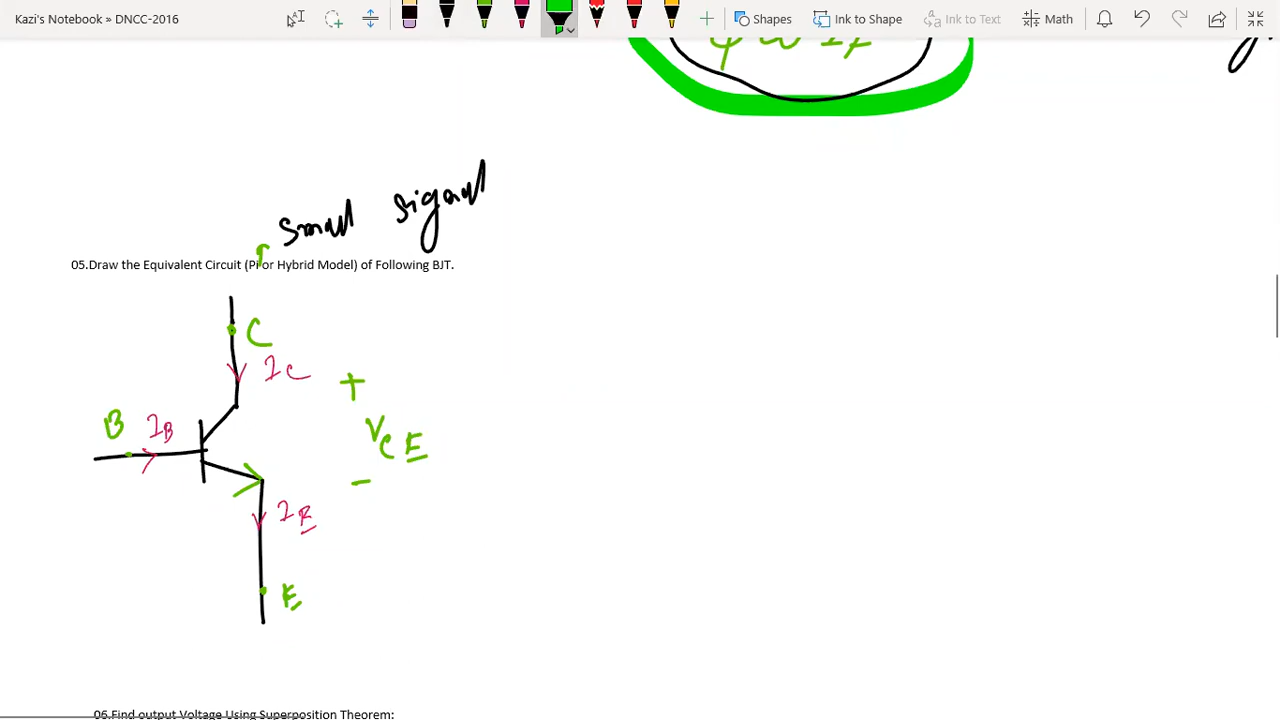 Kazi's Notebook » DNCC-2016
Shapes
Ink to Shape
Ink to Text
Math
small signal
05.Draw the Equivalent Circuit (Pi or Hybrid Model) of Following BJT.
C
IC
+
B
IB
VCE
-
IE
E
06.Find output Voltage Using Superposition Theorem: